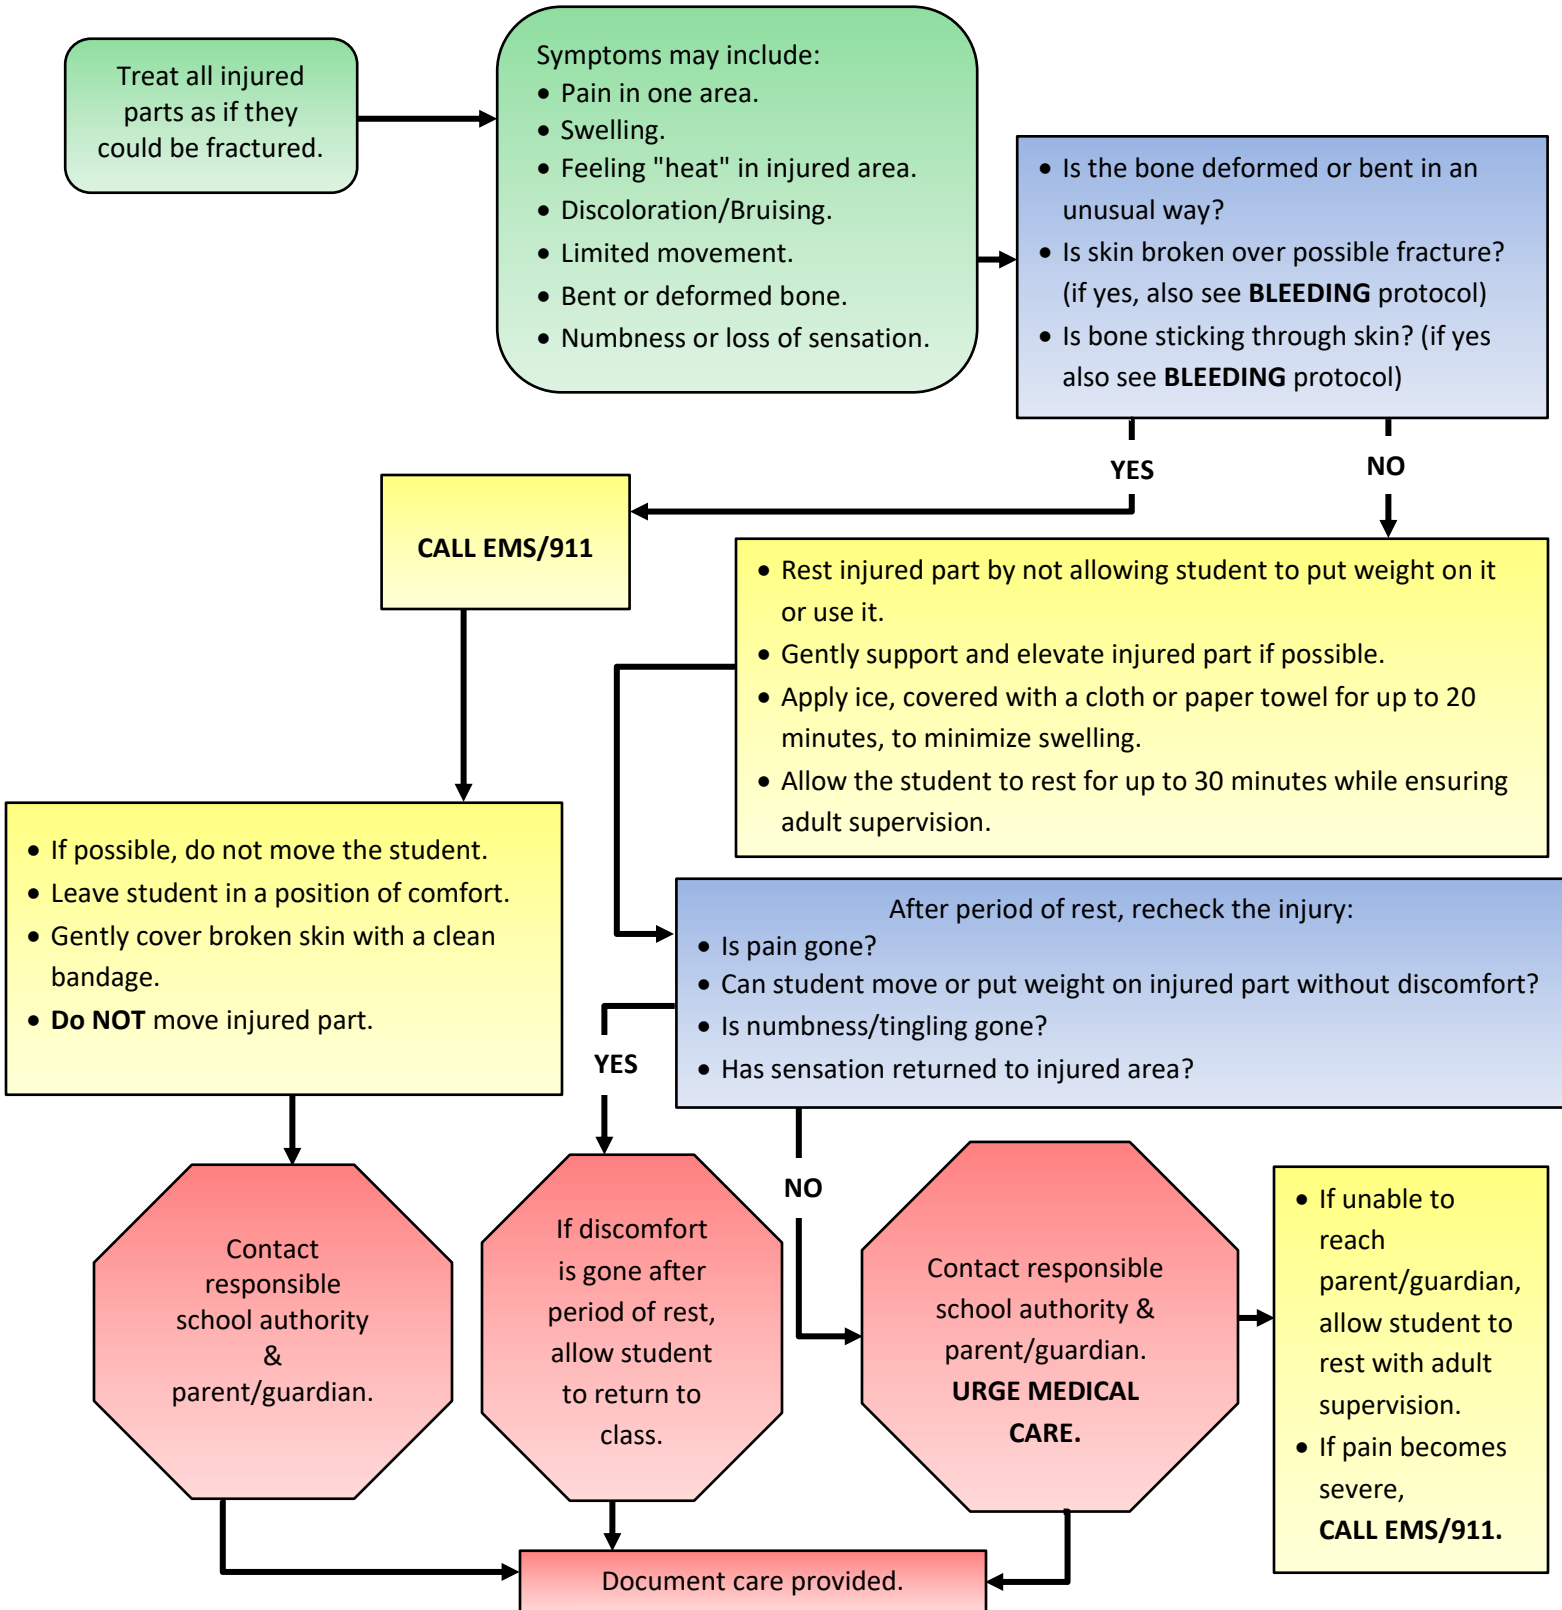 Treat all injured
parts as if they
could be fractured.
Symptoms may include:
• Pain in one area.
• Swelling.
• Feeling "heat" in injured area.
• Discoloration/Bruising.
• Limited movement.
• Bent or deformed bone.
• Numbness or loss of sensation.
• Is the bone deformed or bent in an
unusual way?
• Is skin broken over possible fracture?
(if yes, also see BLEEDING protocol)
• Is bone sticking through skin? (if yes
also see BLEEDING protocol)
YES
NO
CALL EMS/911
• Rest injured part by not allowing student to put weight on it
or use it.
• Gently support and elevate injured part if possible.
• Apply ice, covered with a cloth or paper towel for up to 20
minutes, to minimize swelling.
• Allow the student to rest for up to 30 minutes while ensuring
adult supervision.
• If possible, do not move the student.
• Leave student in a position of comfort.
• Gently cover broken skin with a clean
bandage.
• Do NOT move injured part.
After period of rest, recheck the injury:
• Is pain gone?
• Can student move or put weight on injured part without discomfort?
• Is numbness/tingling gone?
• Has sensation returned to injured area?
YES
NO
Contact
responsible
school authority
&
parent/guardian.
If discomfort
is gone after
period of rest,
allow student
to return to
class.
Contact responsible
school authority &
parent/guardian.
URGE MEDICAL
CARE.
• If unable to
reach
parent/guardian,
allow student to
rest with adult
supervision.
• If pain becomes
severe,
CALL EMS/911.
Document care provided.